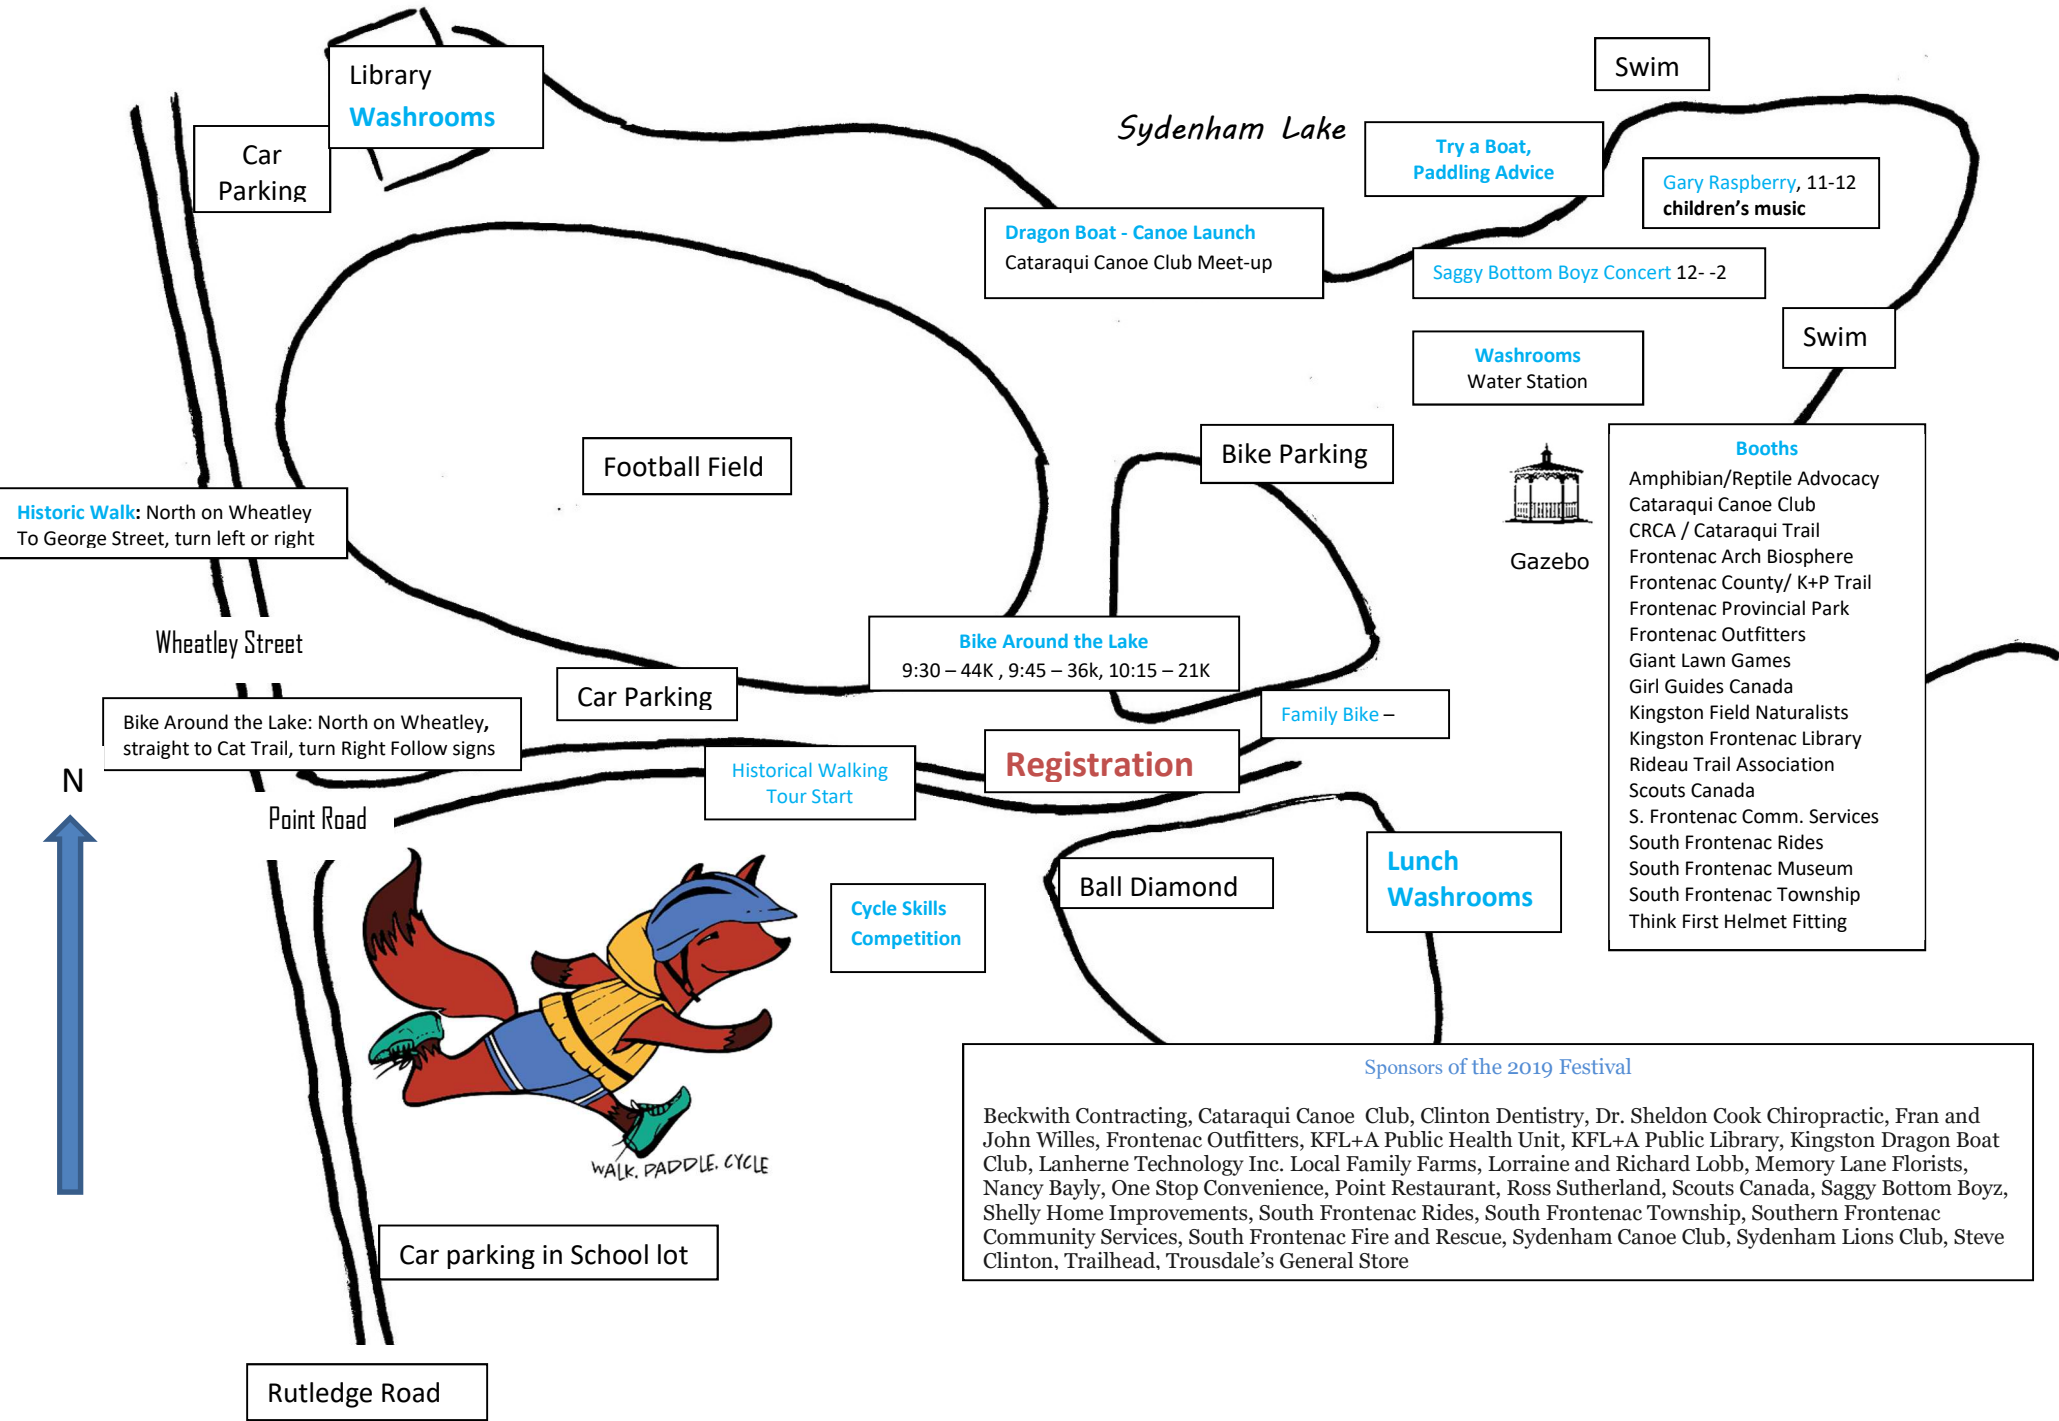 Library
Washrooms
Car
Parking
Swim
Sydenham Lake
Try a Boat,
Paddling Advice
Gary Raspberry, 11-12
children’s music
Dragon Boat - Canoe Launch
Cataraqui Canoe Club Meet-up
Saggy Bottom Boyz Concert 12- -2
Swim
Washrooms
Water Station
Football Field
Bike Parking
Gazebo
Historic Walk: North on Wheatley
To George Street, turn left or right
Booths
Amphibian/Reptile Advocacy
Cataraqui Canoe Club
CRCA / Cataraqui Trail
Frontenac Arch Biosphere
Frontenac County/ K+P Trail
Frontenac Provincial Park
Frontenac Outfitters
Giant Lawn Games
Girl Guides Canada
Kingston Field Naturalists
Kingston Frontenac Library
Rideau Trail Association
Scouts Canada
S. Frontenac Comm. Services
South Frontenac Rides
South Frontenac Museum
South Frontenac Township
Think First Helmet Fitting
Wheatley Street
Bike Around the Lake
9:30 – 44K , 9:45 – 36k, 10:15 – 21K
Car Parking
Family Bike –
Bike Around the Lake: North on Wheatley,
straight to Cat Trail, turn Right Follow signs
Registration
Historical Walking
Tour Start
N
Point Road
Ball Diamond
Lunch
Washrooms
Cycle Skills
Competition
WALK. PADDLE. CYCLE
Car parking in School lot
Rutledge Road
Sponsors of the 2019 Festival
Beckwith Contracting, Cataraqui Canoe  Club, Clinton Dentistry, Dr. Sheldon Cook Chiropractic, Fran and
John Willes, Frontenac Outfitters, KFL+A Public Health Unit, KFL+A Public Library, Kingston Dragon Boat
Club, Lanherne Technology Inc. Local Family Farms, Lorraine and Richard Lobb, Memory Lane Florists,
Nancy Bayly, One Stop Convenience, Point Restaurant, Ross Sutherland, Scouts Canada, Saggy Bottom Boyz,
Shelly Home Improvements, South Frontenac Rides, South Frontenac Township, Southern Frontenac
Community Services, South Frontenac Fire and Rescue, Sydenham Canoe Club, Sydenham Lions Club, Steve
Clinton, Trailhead, Trousdale’s General Store